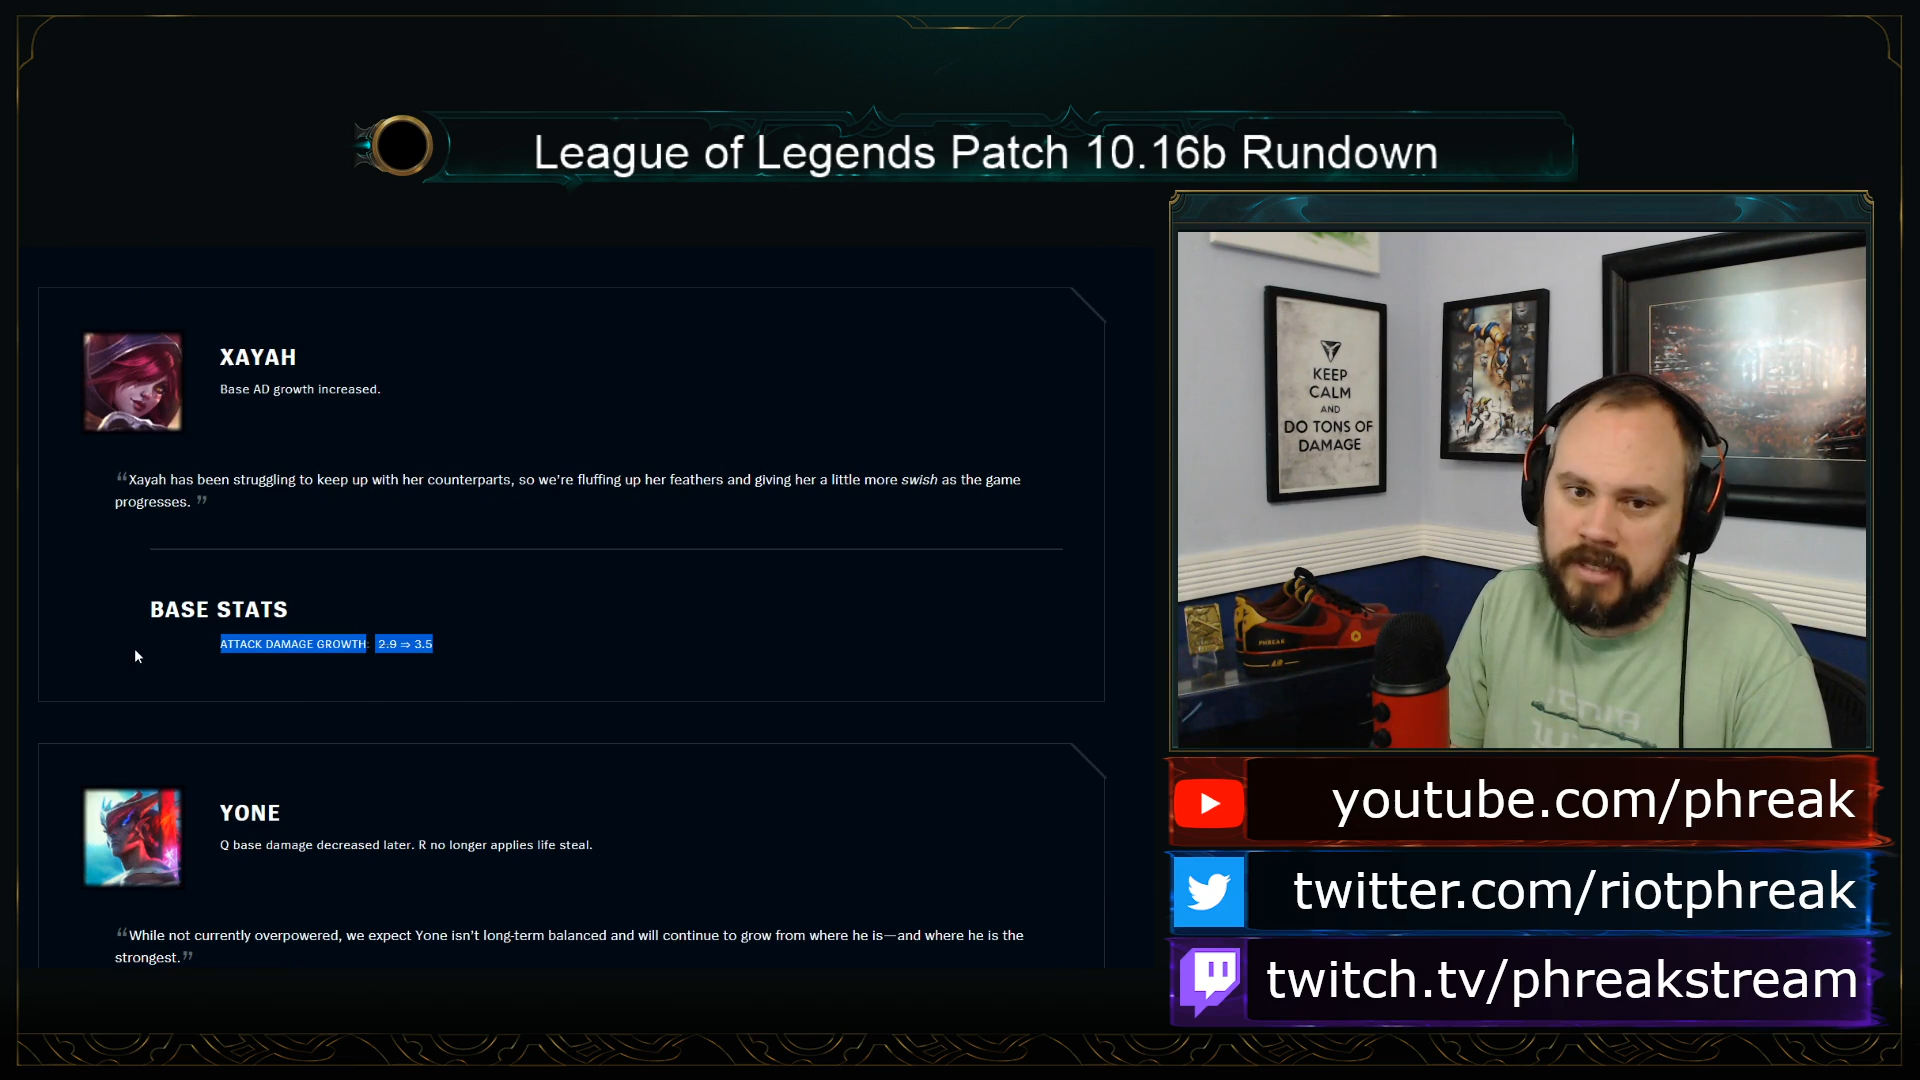 League of Legends Patch 10.16b Rundown
XAYAH
Base AD growth increased.
“Xayah has been struggling to keep up with her counterparts, so we’re fluffing up her feathers and giving her a little more swish as the game
progresses. ”
BASE STATS
ATTACK DAMAGE GROWTH: 2.9 ⇒ 3.5
YONE
Q base damage decreased later. R no longer applies life steal.
“While not currently overpowered, we expect Yone isn’t long-term balanced and will continue to grow from where he is—and where he is the
strongest.”
KEEP
CALM
AND
DO TONS OF
DAMAGE
PHREAK
youtube.com/phreak
twitter.com/riotphreak
twitch.tv/phreakstream